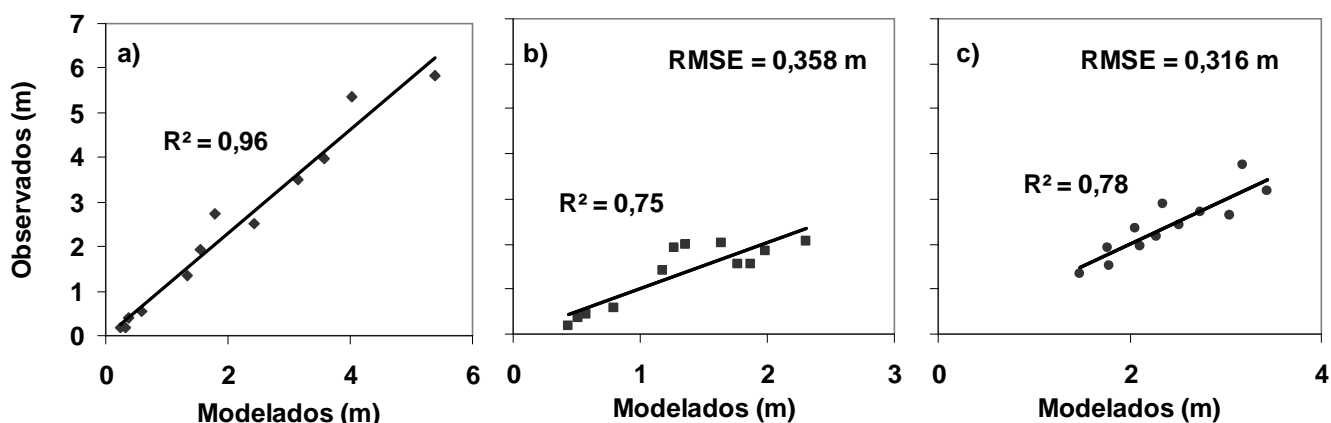 7
6
5
4
3
2
1
0
Observados (m)
a)
R² = 0,96
0 2 4 6
Modelados (m)
b)
RMSE = 0,358 m
R² = 0,75
0 1 2 3
Modelados (m)
c)
RMSE = 0,316 m
R² = 0,78
0 2 4
Modelados (m)